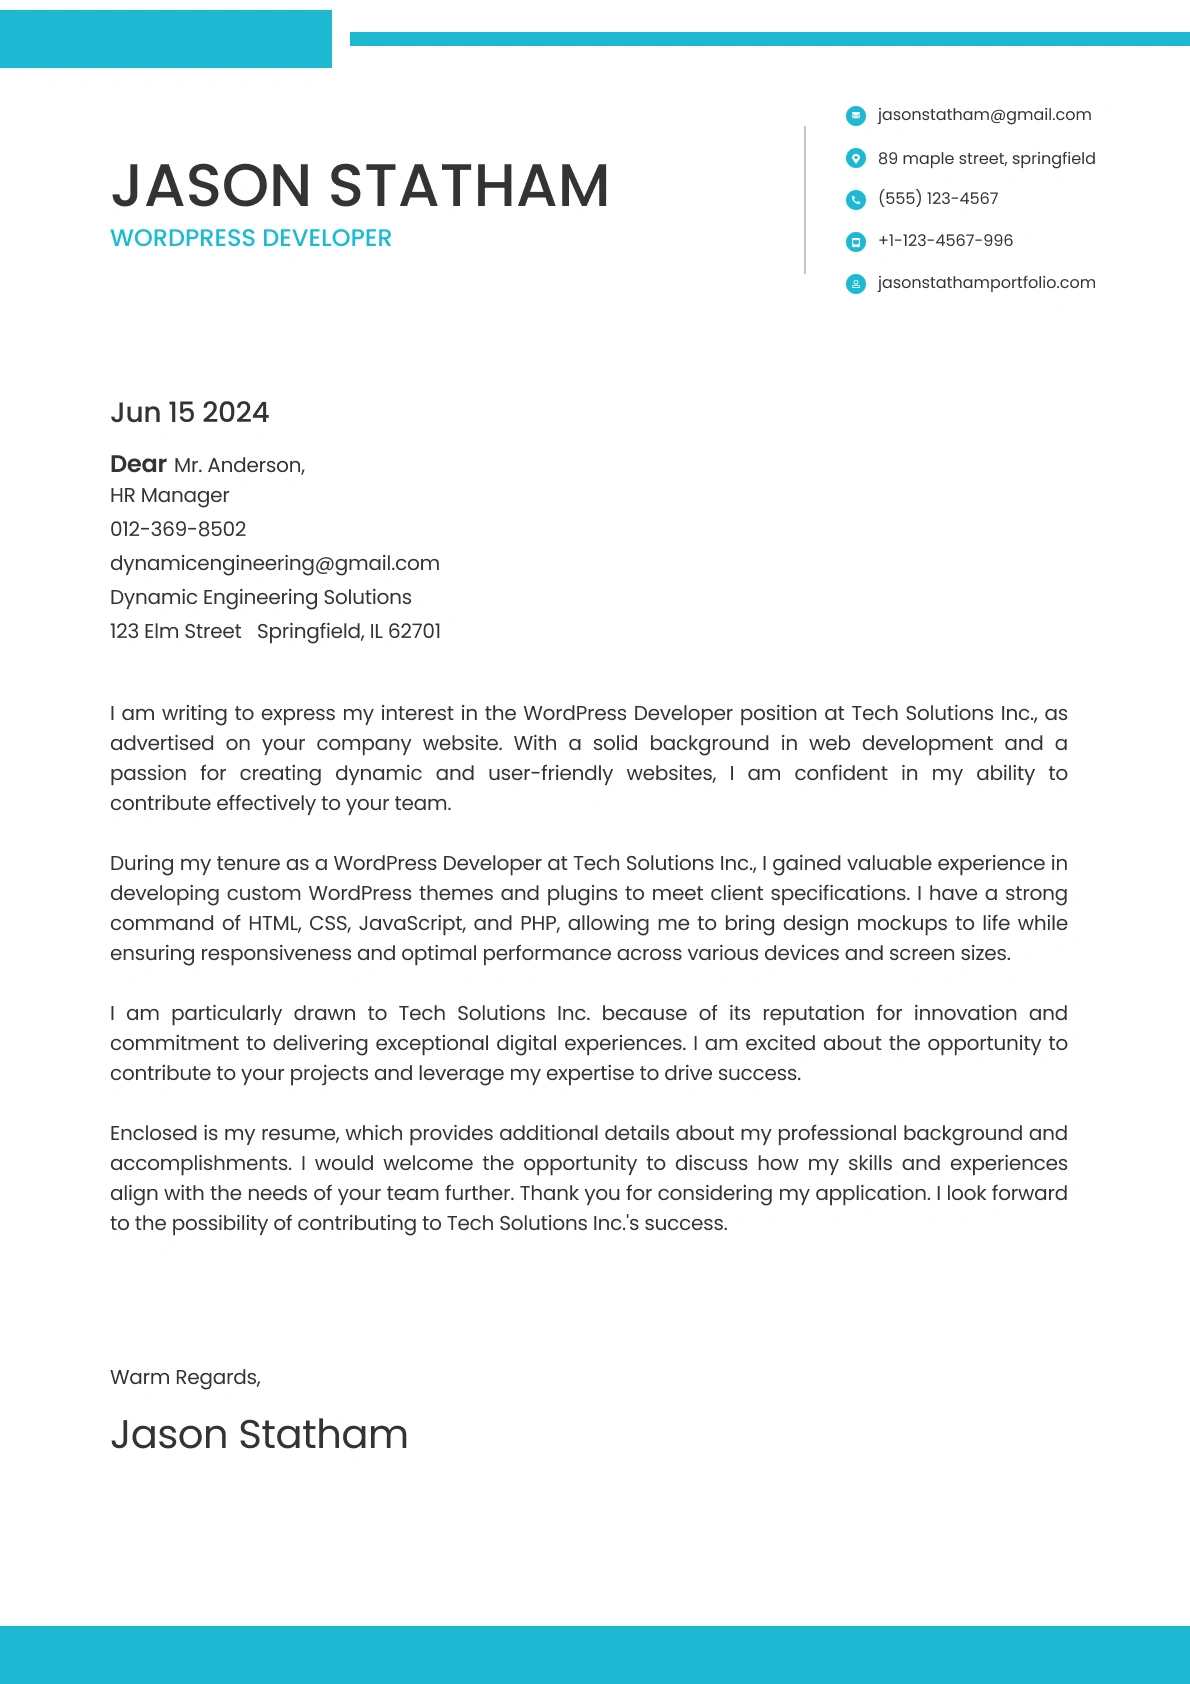 JASON STATHAM
WORDPRESS DEVELOPER
jasonstatham@gmail.com
89 maple street, springfield
(555) 123-4567
+1-123-4567-996
jasonstathamportfolio.com
Jun 15 2024
Dear Mr. Anderson,
HR Manager
012-369-8502
dynamicengineering@gmail.com
Dynamic Engineering Solutions
123 Elm Street   Springfield, IL 62701
I am writing to express my interest in the WordPress Developer position at Tech Solutions Inc., as
advertised on your company website. With a solid background in web development and a
passion for creating dynamic and user-friendly websites, I am confident in my ability to
contribute effectively to your team.
During my tenure as a WordPress Developer at Tech Solutions Inc., I gained valuable experience in
developing custom WordPress themes and plugins to meet client specifications. I have a strong
command of HTML, CSS, JavaScript, and PHP, allowing me to bring design mockups to life while
ensuring responsiveness and optimal performance across various devices and screen sizes.
I am particularly drawn to Tech Solutions Inc. because of its reputation for innovation and
commitment to delivering exceptional digital experiences. I am excited about the opportunity to
contribute to your projects and leverage my expertise to drive success.
Enclosed is my resume, which provides additional details about my professional background and
accomplishments. I would welcome the opportunity to discuss how my skills and experiences
align with the needs of your team further. Thank you for considering my application. I look forward
to the possibility of contributing to Tech Solutions Inc.'s success.
Warm Regards,
Jason Statham